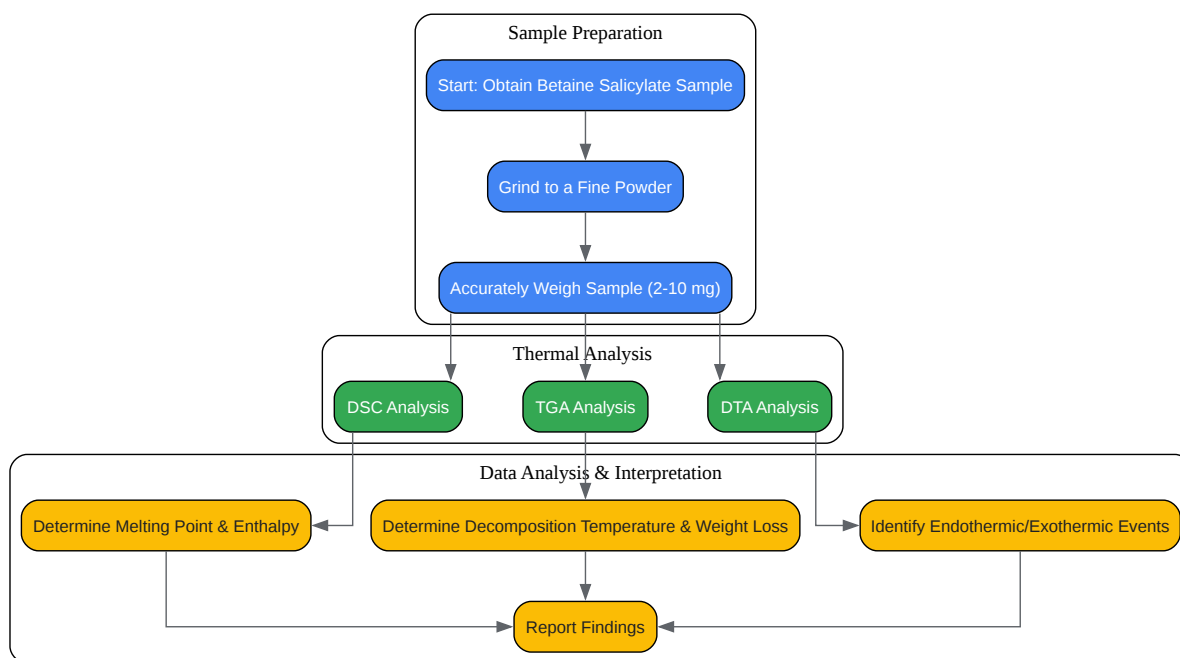 Sample Preparation
Start: Obtain Betaine Salicylate Sample
Grind to a Fine Powder
Accurately Weigh Sample (2-10 mg)
Thermal Analysis
DSC Analysis
TGA Analysis
DTA Analysis
Data Analysis & Interpretation
Determine Melting Point & Enthalpy
Determine Decomposition Temperature & Weight Loss
Identify Endothermic/Exothermic Events
Report Findings